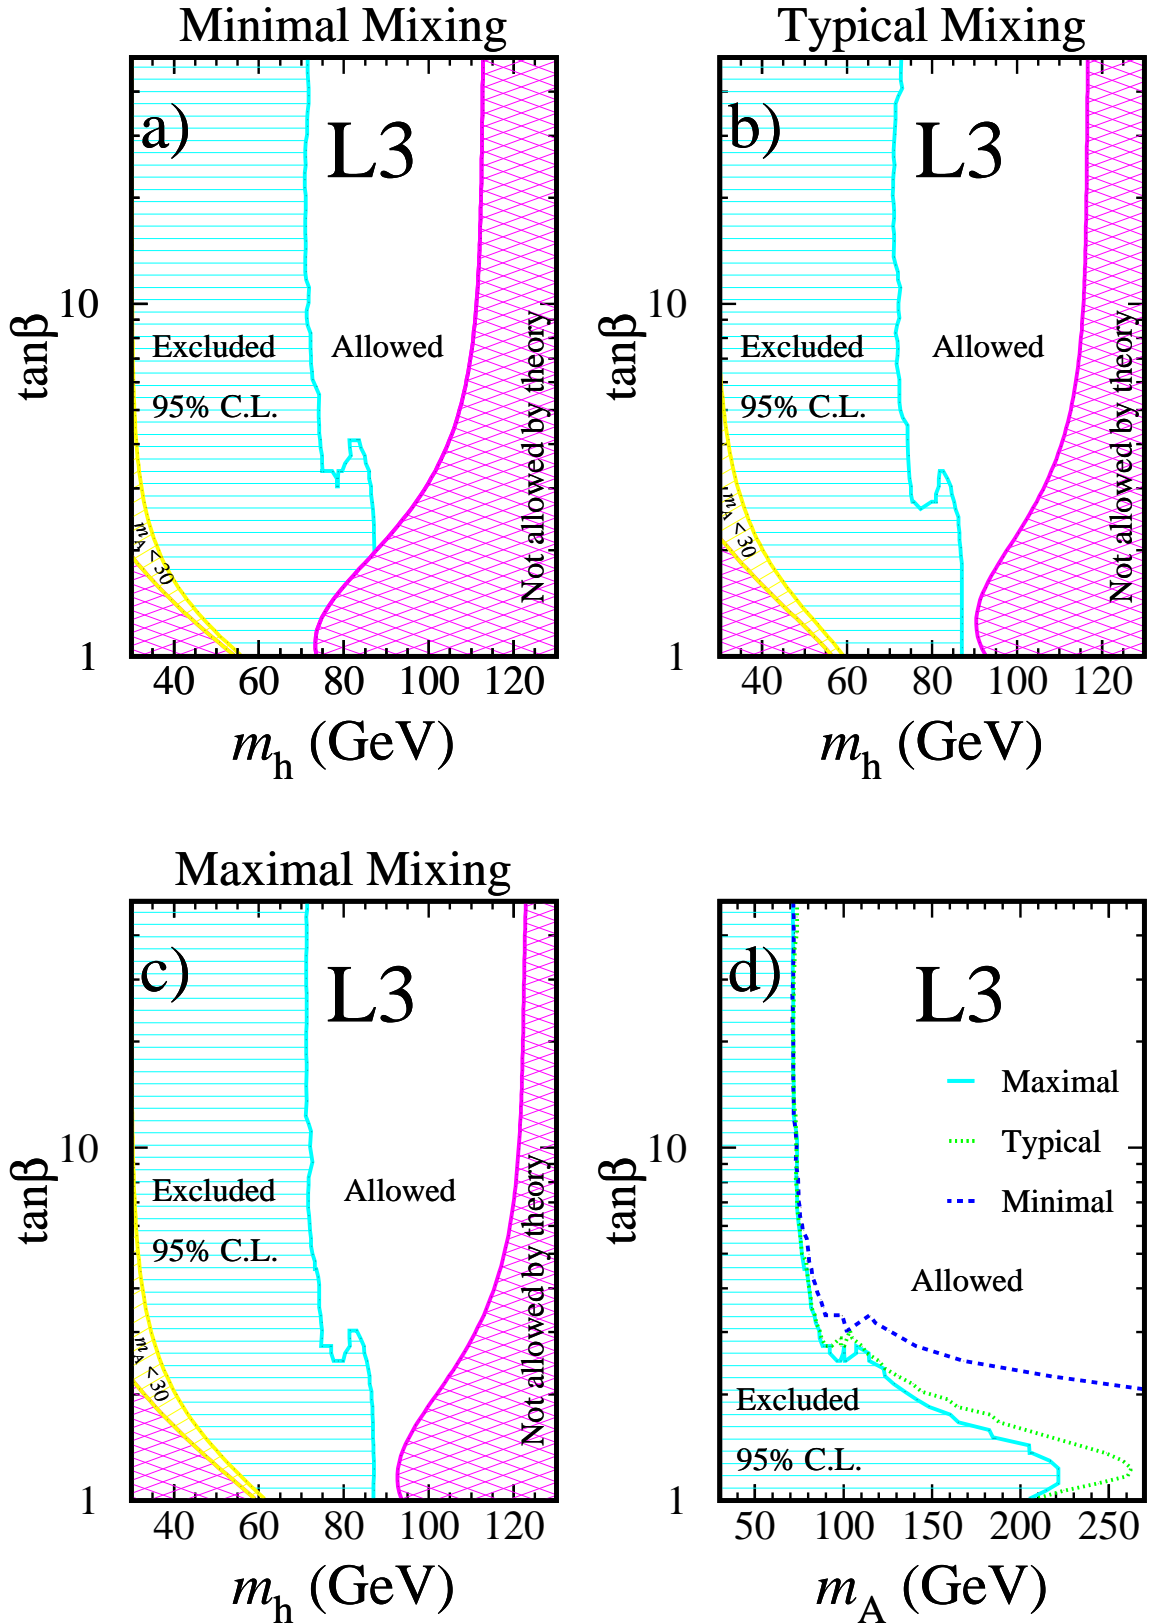 Minimal Mixing
a)
L3
10
tanβ
Excluded
Allowed
95% C.L.
m_A < 30
Not allowed by theory
1
40 60 80 100 120
m_h (GeV)
Typical Mixing
b)
L3
10
tanβ
Excluded
Allowed
95% C.L.
m_A < 30
Not allowed by theory
1
40 60 80 100 120
m_h (GeV)
Maximal Mixing
c)
L3
10
tanβ
Excluded
Allowed
95% C.L.
m_A < 30
Not allowed by theory
1
40 60 80 100 120
m_h (GeV)
d)
L3
Maximal
Typical
Minimal
10
tanβ
Allowed
Excluded
95% C.L.
1
50 100 150 200 250
m_A (GeV)